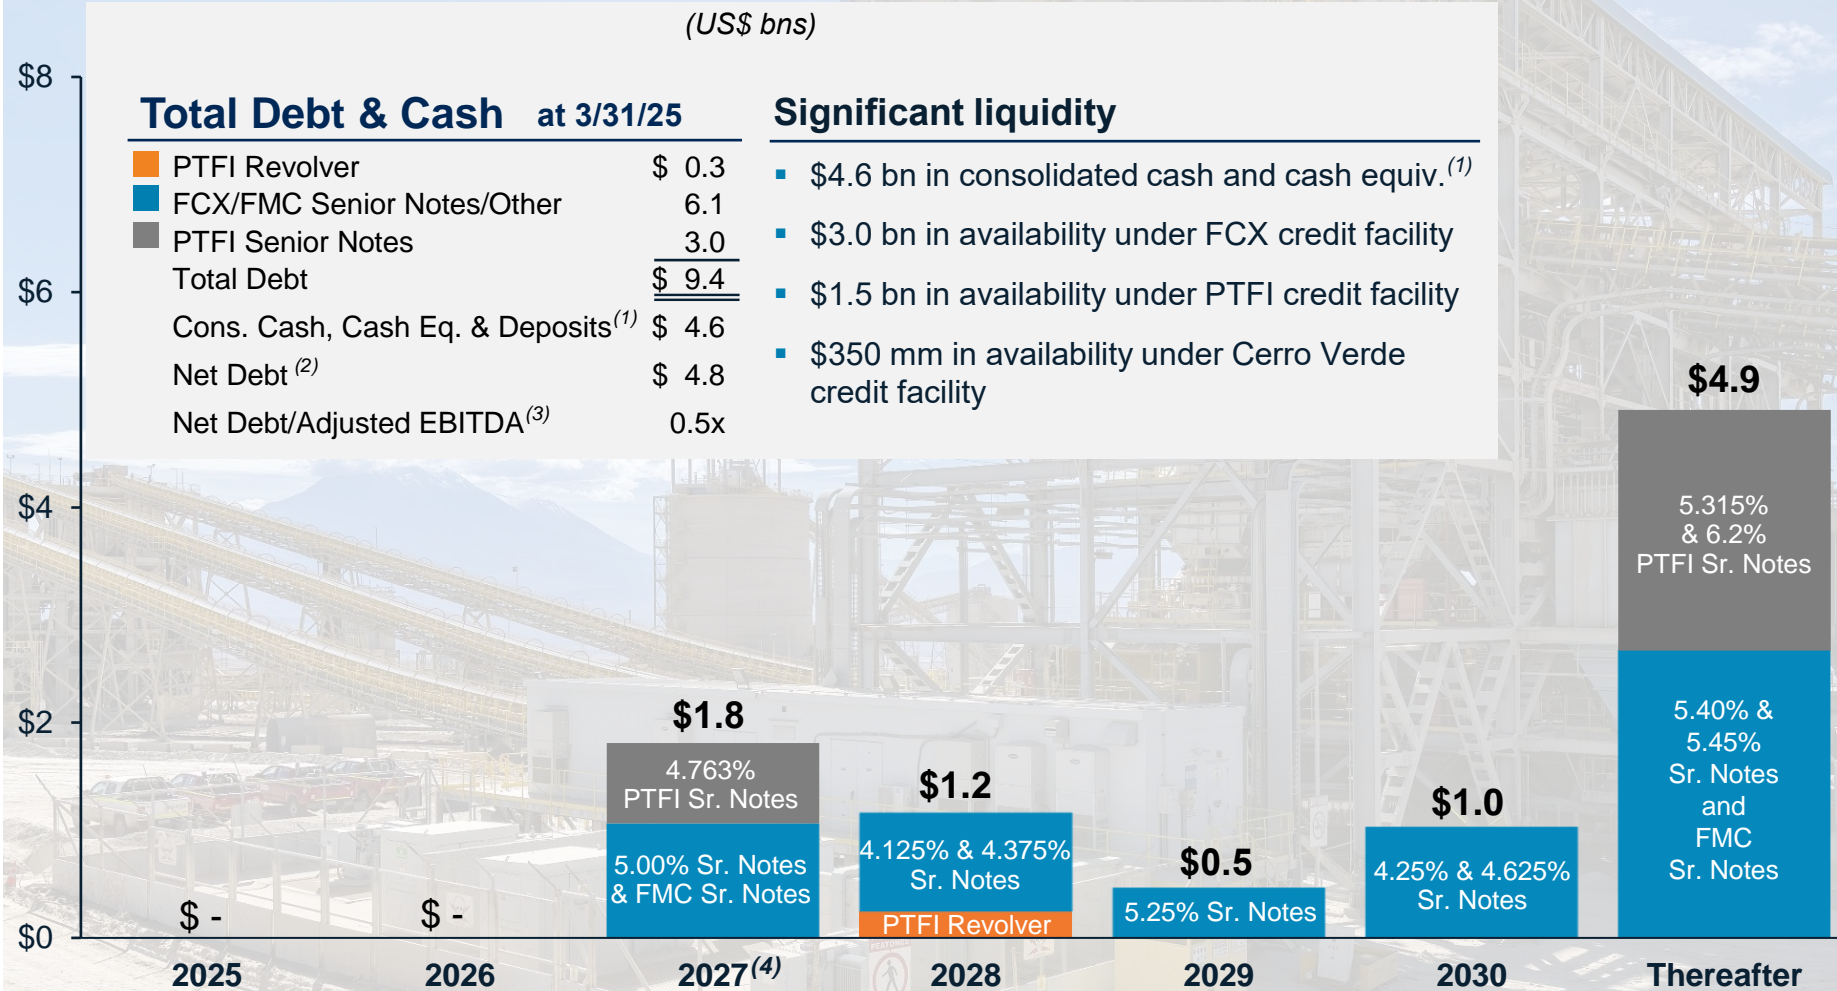 (US$ bns)
Total Debt & Cash at 3/31/25
PTFI Revolver $ 0.3
FCX/FMC Senior Notes/Other 6.1
PTFI Senior Notes 3.0
Total Debt $ 9.4
Cons. Cash, Cash Eq. & Deposits(1) $ 4.6
Net Debt (2) $ 4.8
Net Debt/Adjusted EBITDA(3) 0.5x
Significant liquidity
▪ $4.6 bn in consolidated cash and cash equiv.(1)
▪ $3.0 bn in availability under FCX credit facility
▪ $1.5 bn in availability under PTFI credit facility
▪ $350 mm in availability under Cerro Verde
credit facility
$8
$6
$4
$2
$0
$ -
$ -
$1.8
4.763%
PTFI Sr. Notes
5.00% Sr. Notes
& FMC Sr. Notes
$1.2
4.125% & 4.375%
Sr. Notes
PTFI Revolver
$0.5
5.25% Sr. Notes
$1.0
4.25% & 4.625%
Sr. Notes
$4.9
5.315%
& 6.2%
PTFI Sr. Notes
5.40% &
5.45%
Sr. Notes
and
FMC
Sr. Notes
2025
2026
2027(4)
2028
2029
2030
Thereafter